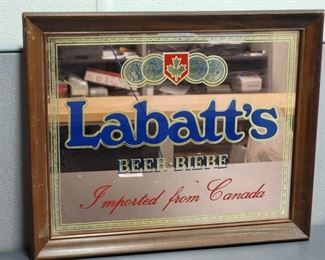 Labatt's
BEER·BIERE
Imported from Canada